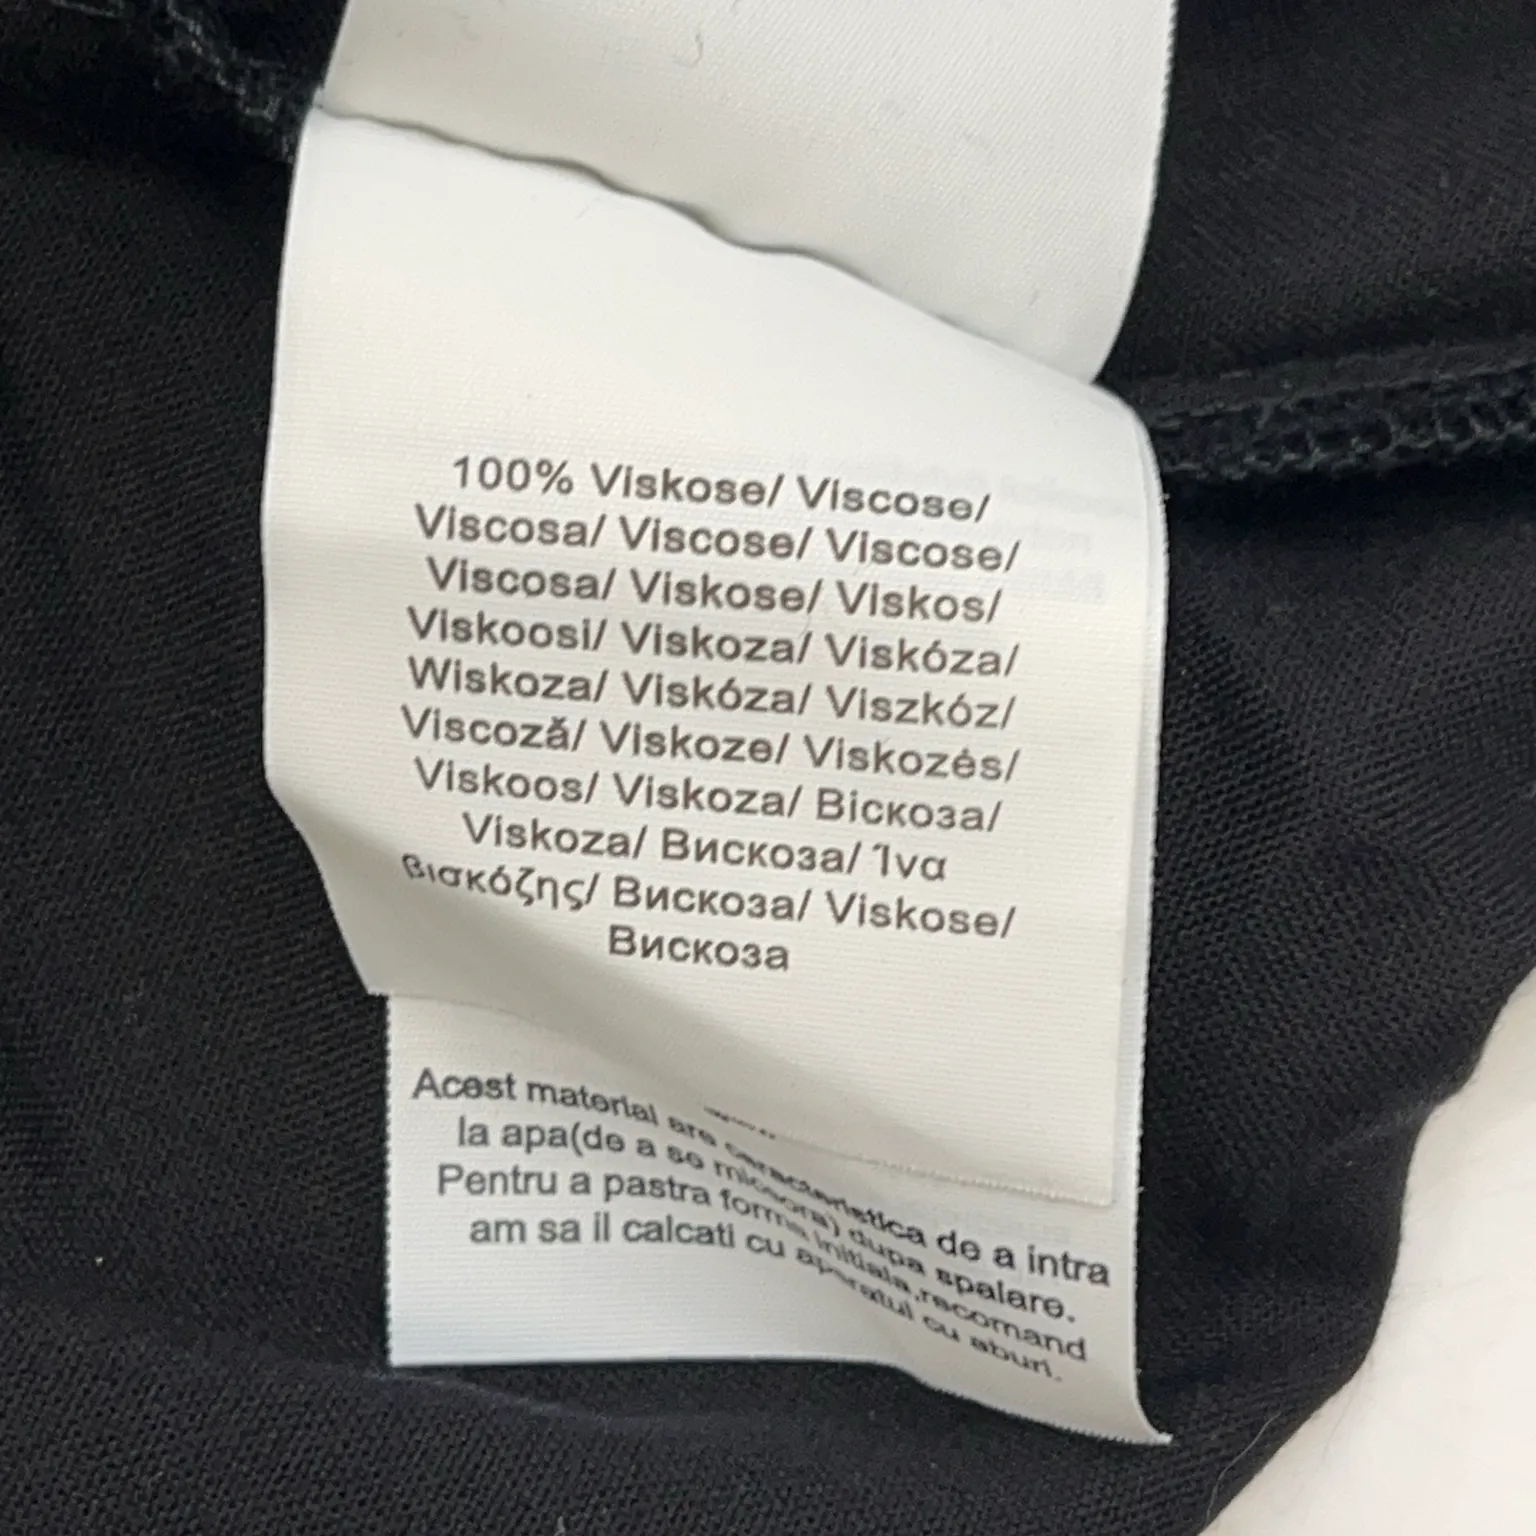 100% Viskose/ Viscose/
Viscosa/ Viscose/ Viscose/
Viscosa/ Viskose/ Viskos/
Viskoosi/ Viskoza/ Viskóza/
Wiskoza/ Viskóza/ Viszkóz/
Viscoză/ Viskoze/ Viskozės/
Viskoos/ Viskoza/ Віскоза/
Viskoza/ Вискоза/ Ίνα
βισκόζης/ Вискоза/ Viskose/
Вискоза
Acest material are caracteristica de a intra
la apa(de a se micsora) dupa spalare.
Pentru a pastra forma initiala,recomand
am sa il calcati cu aparatul cu aburi.